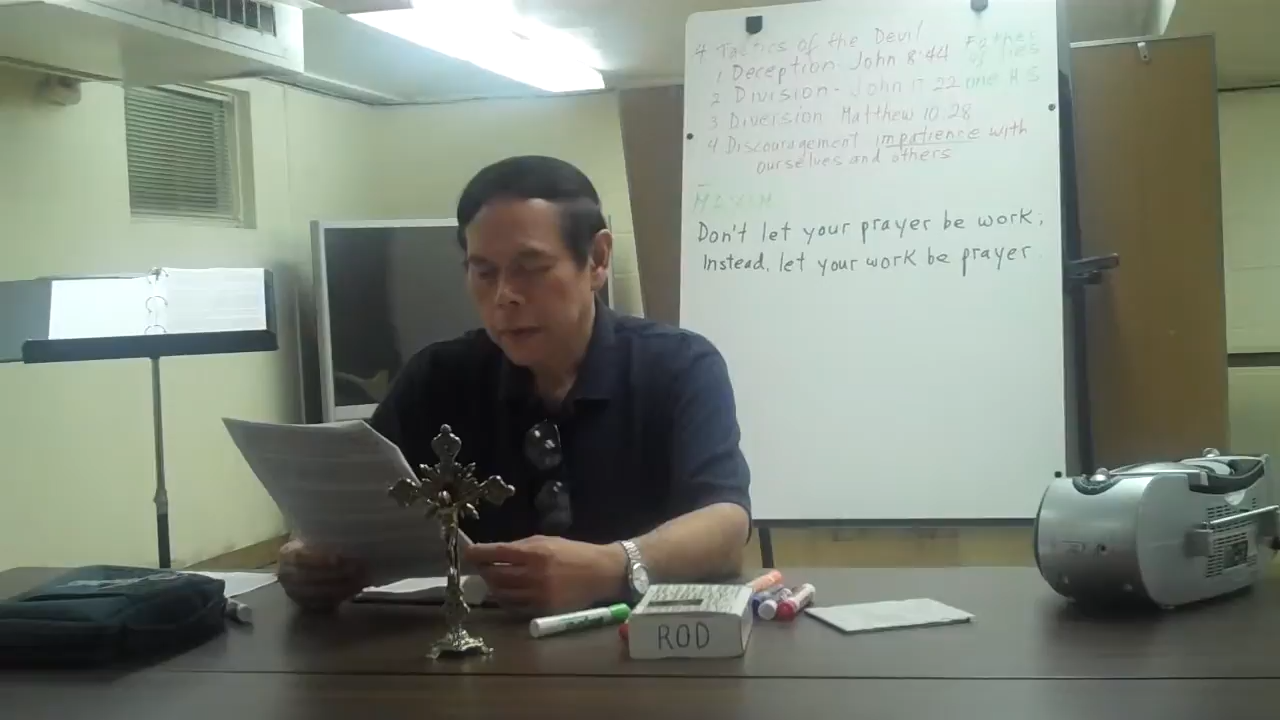 4 Tactics of the Devil
Father of lies
1 Deception- John 8:44
2 Division- John 17:22
3 Diversion Matthew 10:28
4 Discouragement impatience with
ourselves and others
Don't let your prayer be work;
Instead, let your work be prayer.
ROD